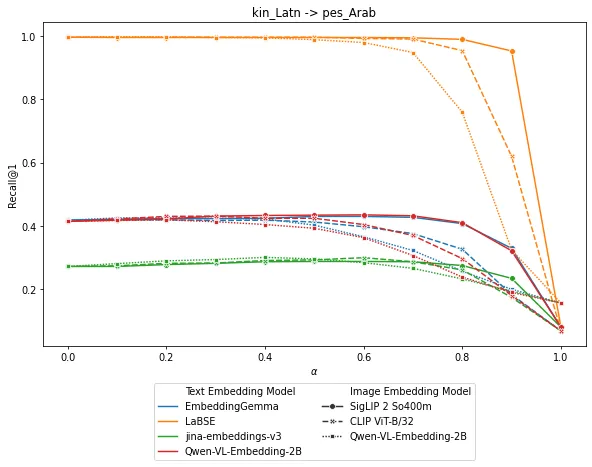 kin_Latn -> pes_Arab
Recall@1
1.0
0.8
0.6
0.4
0.2
0.0 0.2 0.4 0.6 0.8 1.0
α
Text Embedding Model Image Embedding Model
EmbeddingGemma SigLIP 2 So400m
LaBSE CLIP ViT-B/32
jina-embeddings-v3 Qwen-VL-Embedding-2B
Qwen-VL-Embedding-2B